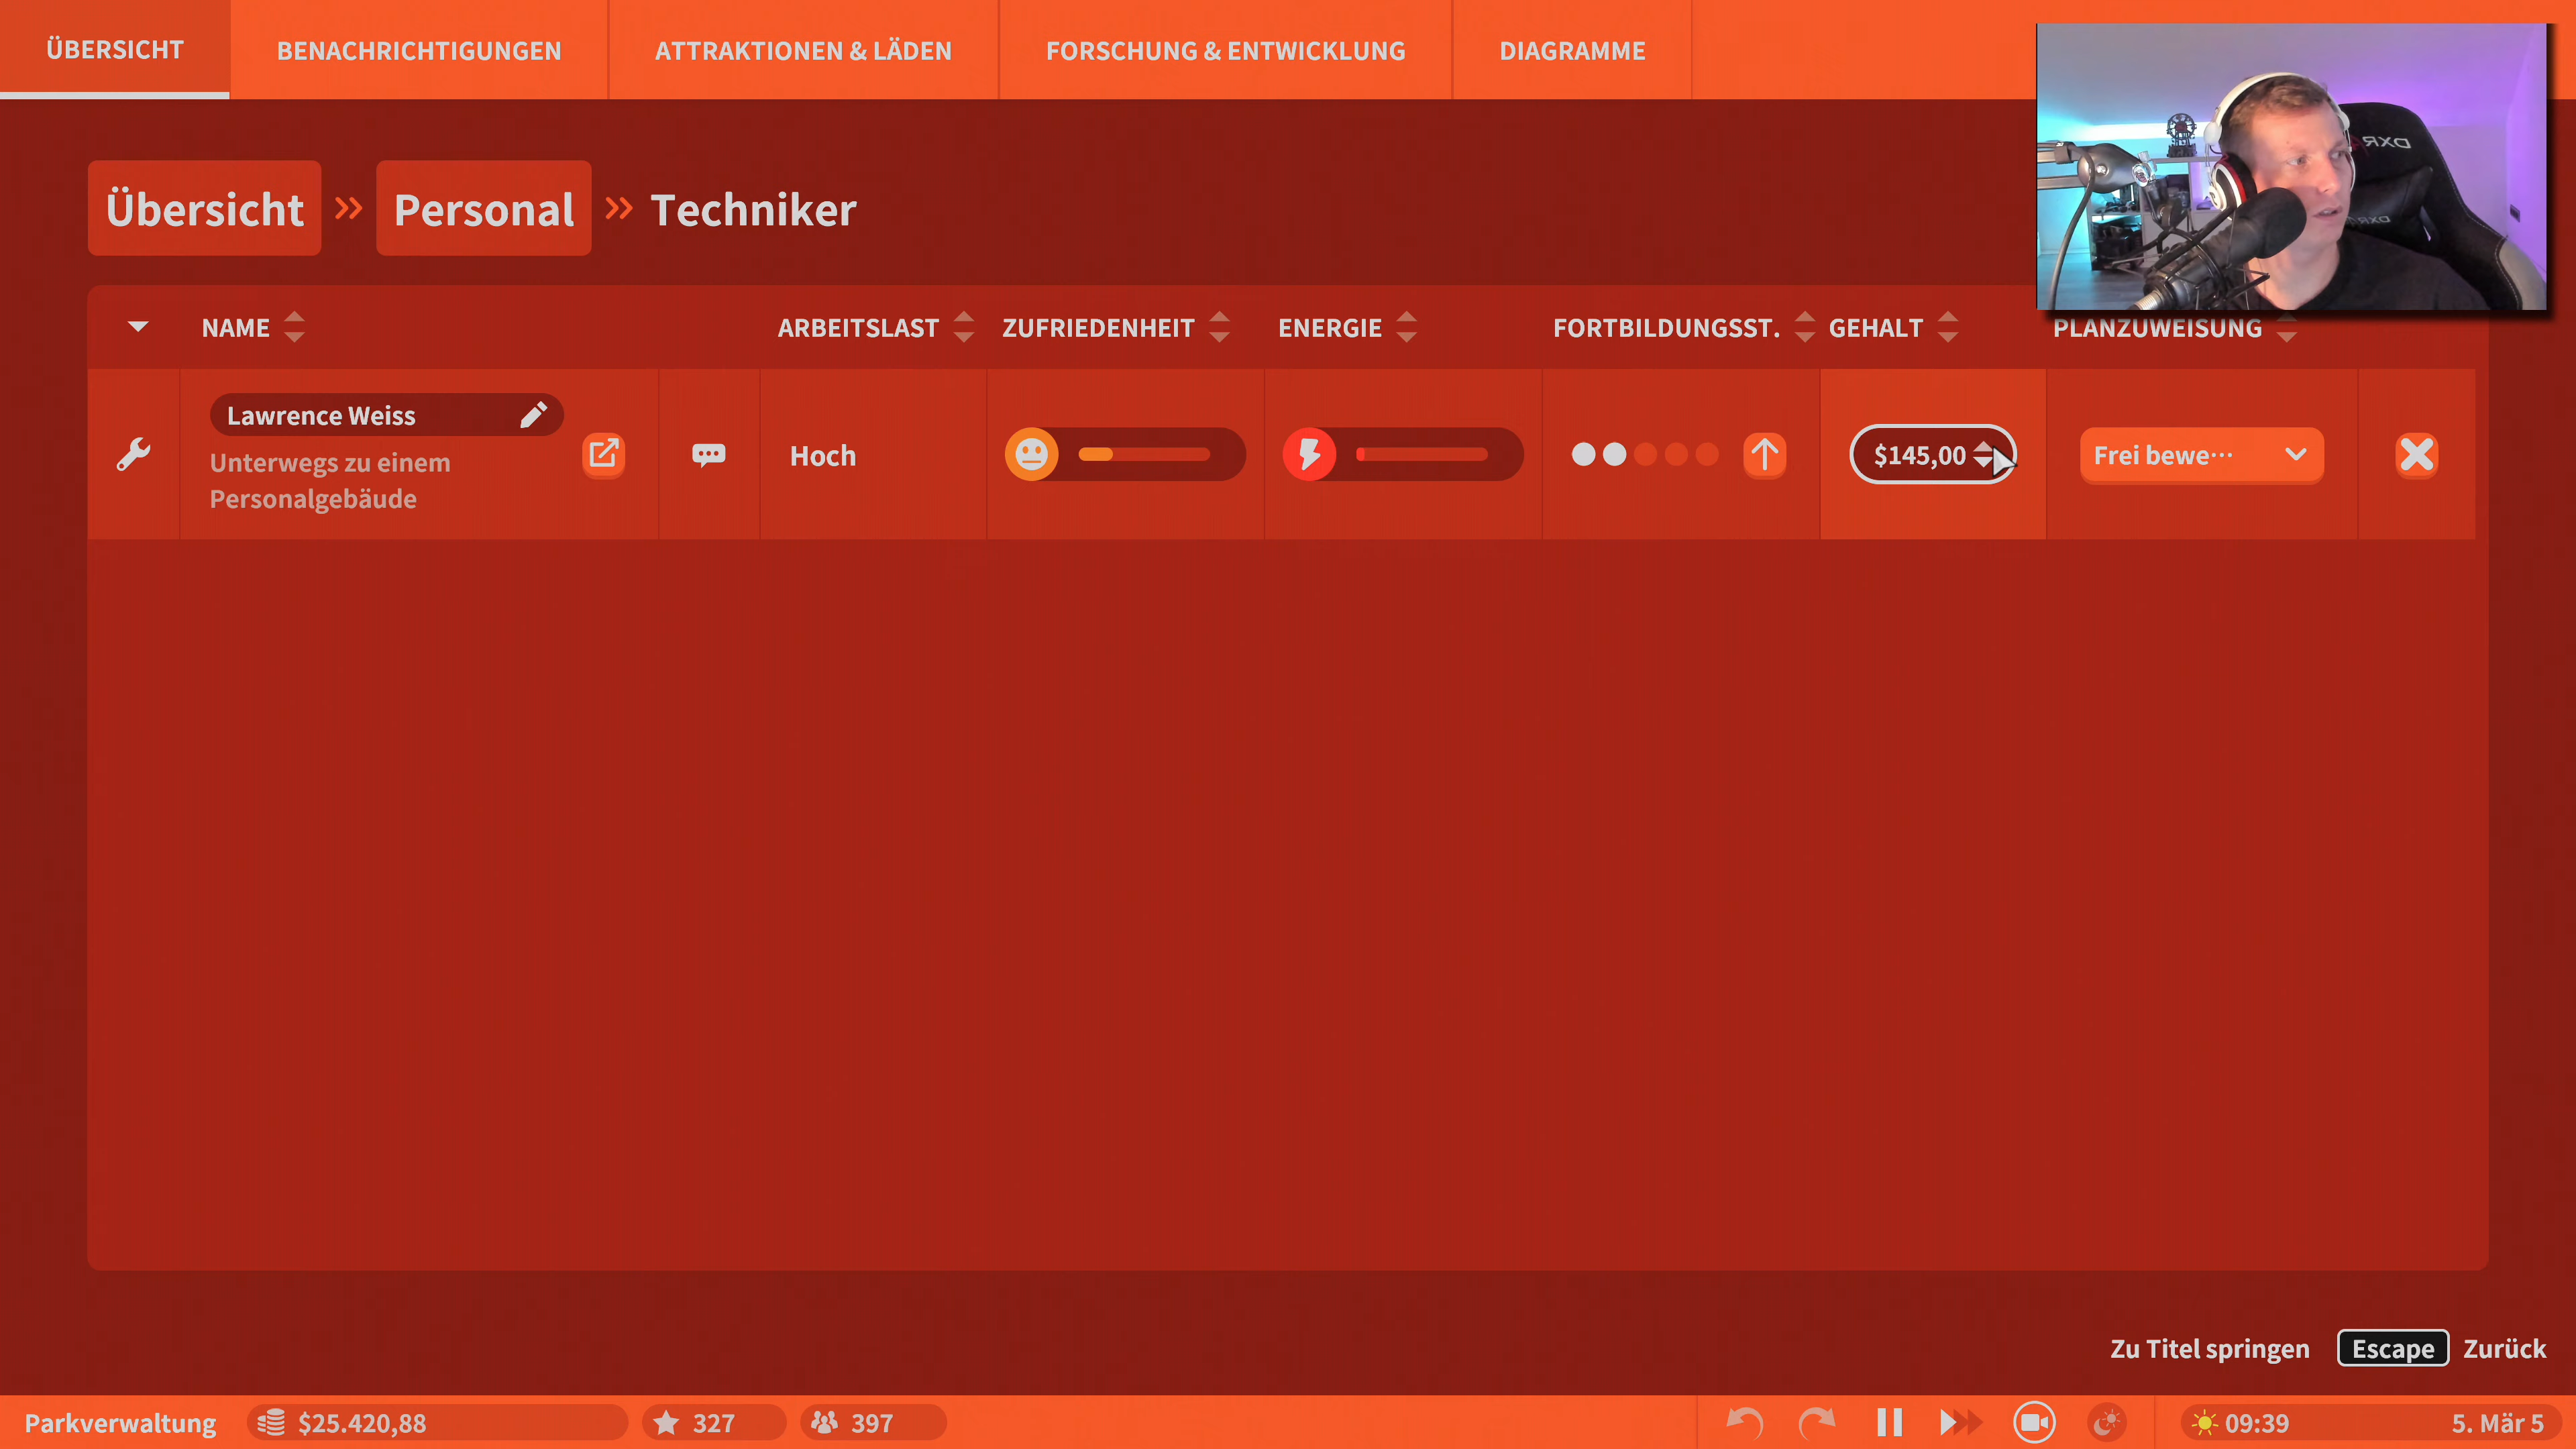 ÜBERSICHT
BENACHRICHTIGUNGEN
ATTRAKTIONEN & LÄDEN
FORSCHUNG & ENTWICKLUNG
DIAGRAMME
Übersicht » Personal » Techniker
NAME
ARBEITSLAST
ZUFRIEDENHEIT
ENERGIE
FORTBILDUNGSST.
GEHALT
PLANZUWEISUNG
Lawrence Weiss
Unterwegs zu einem
Personalgebäude
Hoch
$145,00
Frei bewe...
Zu Titel springen
Escape
Zurück
Parkverwaltung
$25.420,88
327
397
09:39
5. Mär 5